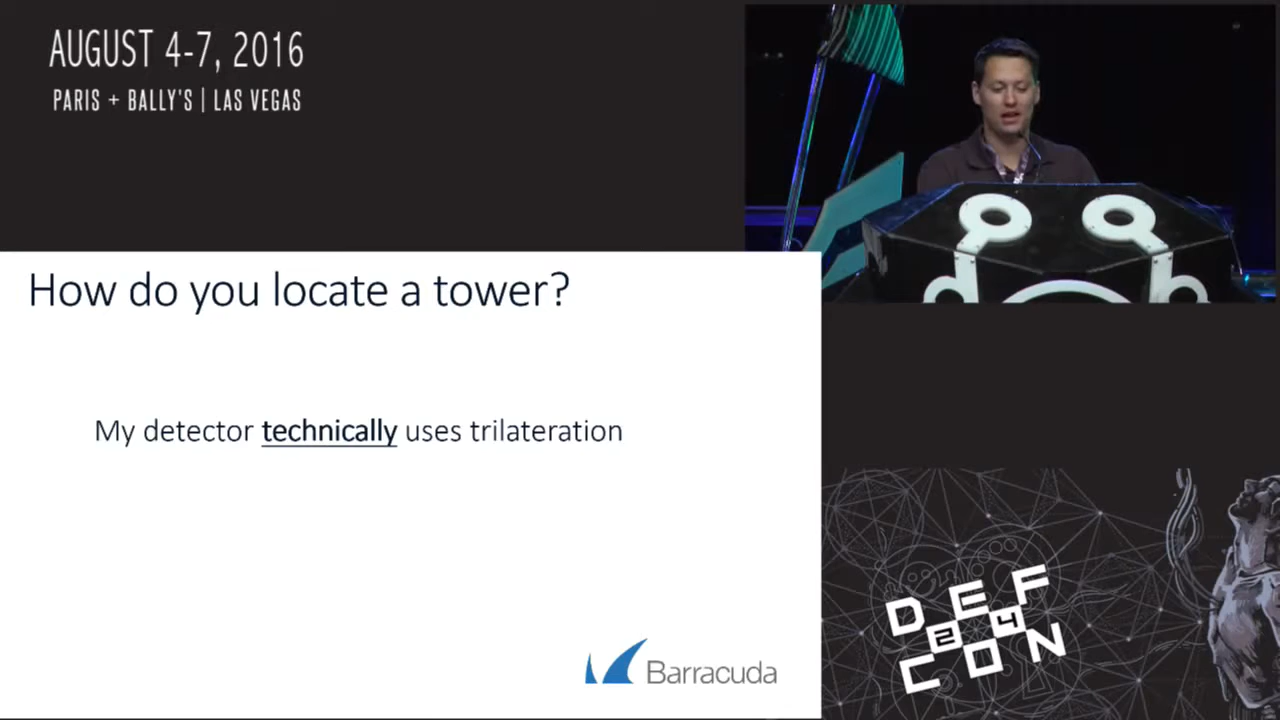 AUGUST 4-7, 2016
PARIS + BALLY'S | LAS VEGAS
How do you locate a tower?
My detector technically uses trilateration
Barracuda
DEF
24
CON